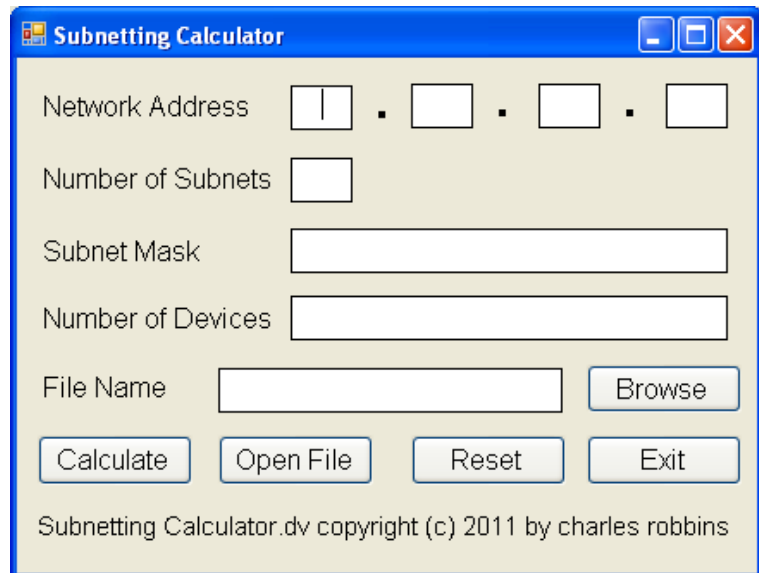 Subnetting Calculator
Network Address . . .
Number of Subnets
Subnet Mask
Number of Devices
File Name Browse
Calculate Open File Reset Exit
Subnetting Calculator.dv copyright (c) 2011 by charles robbins